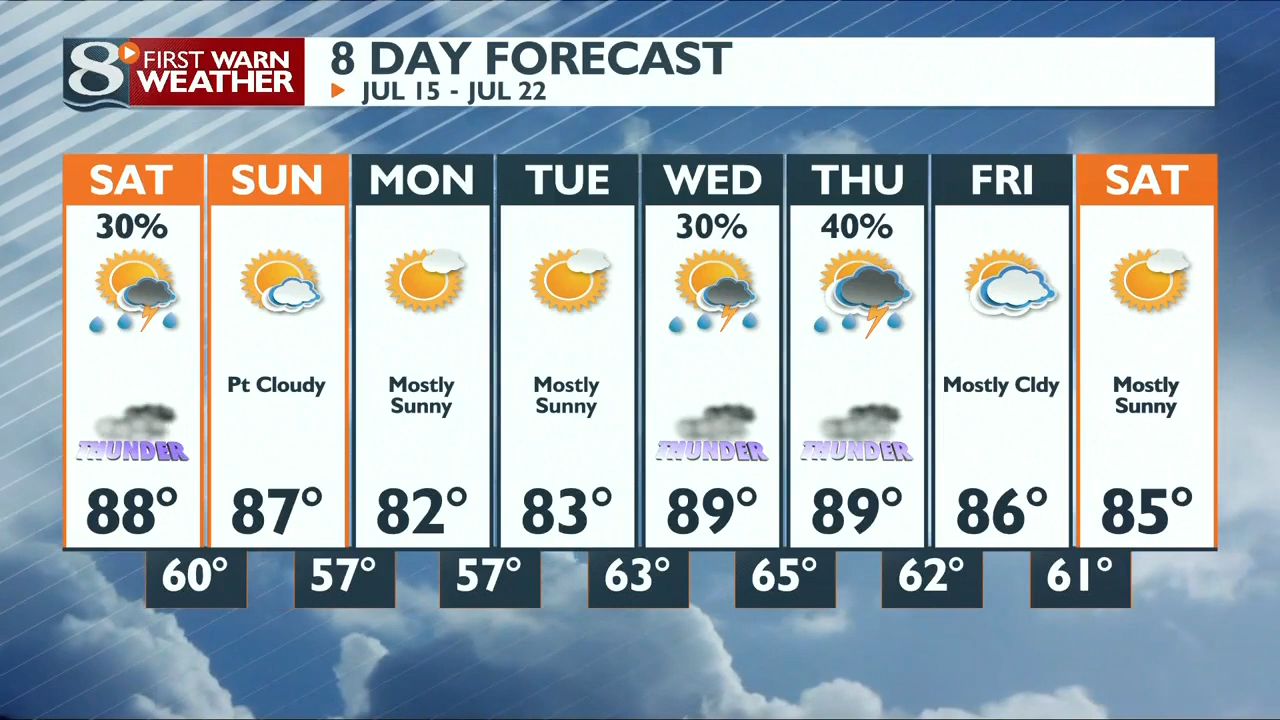 8 FIRST WARN
WEATHER
8 DAY FORECAST
JUL 15 - JUL 22
SAT
30%
THUNDER
88°
SUN
Pt Cloudy
87°
MON
Mostly
Sunny
82°
TUE
Mostly
Sunny
83°
WED
30%
THUNDER
89°
THU
40%
THUNDER
89°
FRI
Mostly Cldy
86°
SAT
Mostly
Sunny
85°
60° 57° 57° 63° 65° 62° 61°